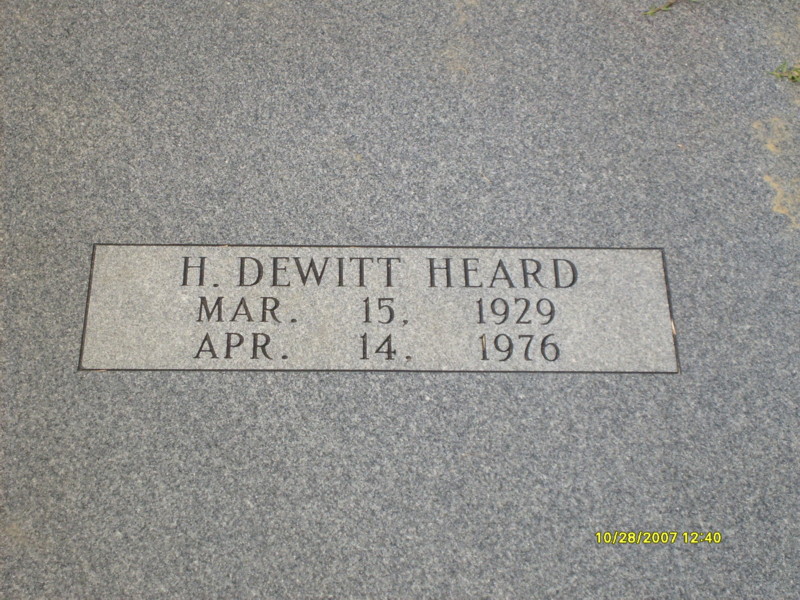 H. DEWITT HEARD
MAR. 15, 1929
APR. 14, 1976
10/28/2007 12:40